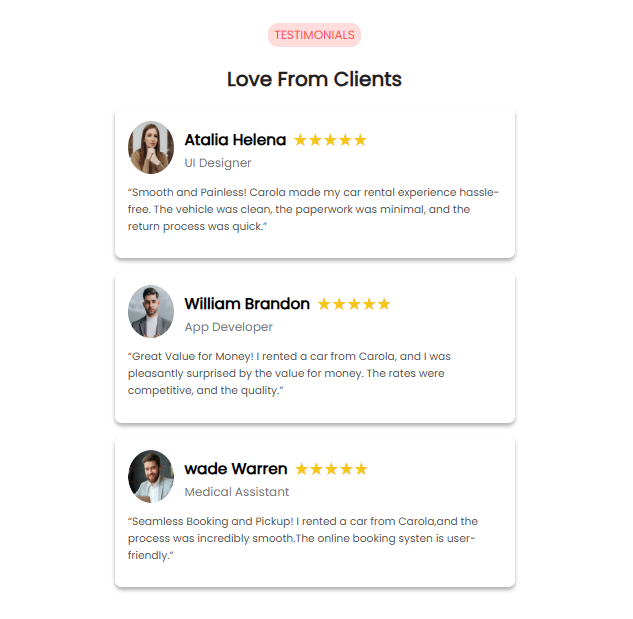 TESTIMONIALS
Love From Clients
Atalia Helena ★★★★★
UI Designer
“Smooth and Painless! Carola made my car rental experience hassle-
free. The vehicle was clean, the paperwork was minimal, and the
return process was quick.”
William Brandon ★★★★★
App Developer
“Great Value for Money! I rented a car from Carola, and I was
pleasantly surprised by the value for money. The rates were
competitive, and the quality.”
wade Warren ★★★★★
Medical Assistant
“Seamless Booking and Pickup! I rented a car from Carola,and the
process was incredibly smooth.The online booking systen is user-
friendly.”